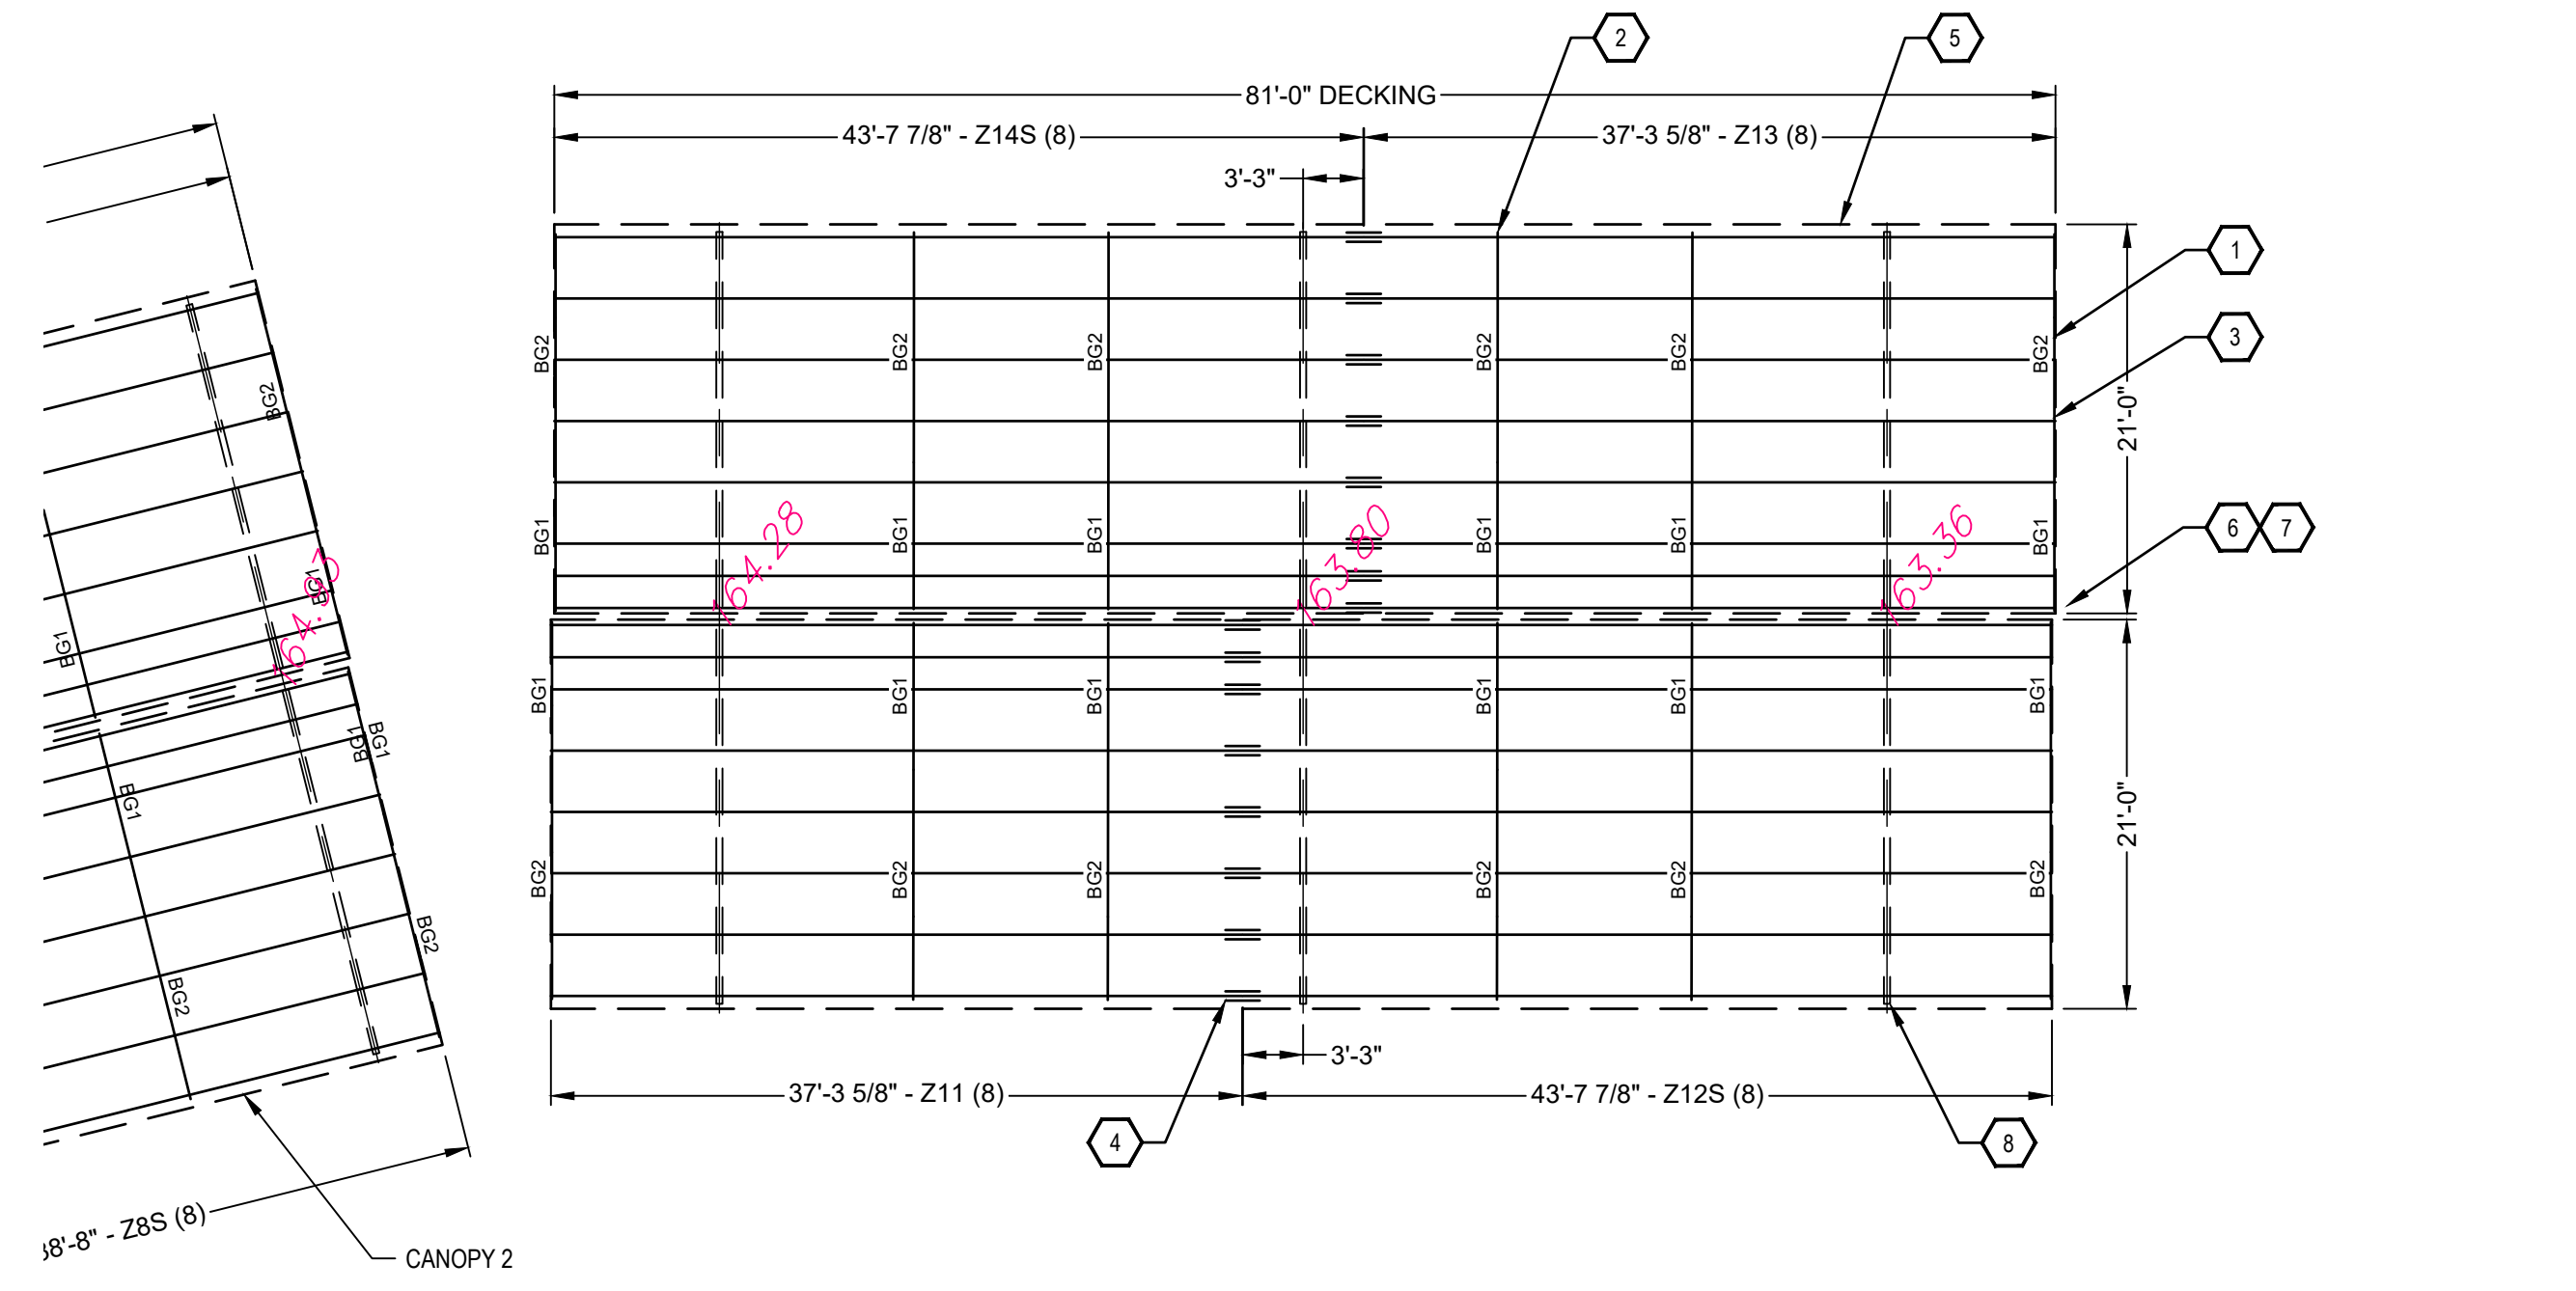 2
5
81'-0" DECKING
43'-7 7/8" - Z14S (8)
37'-3 5/8" - Z13 (8)
3'-3"
1
3
BG2
BG2
BG2
BG2
BG2
BG2
BG2
21'-0"
164.28
163.80
163.36
BG1
BG1
BG1
BG1
BG1
BG1
6
7
BG1
164.93
BG1
BG1
BG1
BG1
BG1
BG1
BG1
BG1
BG1
BG1
21'-0"
BG2
BG2
BG2
BG2
BG2
BG2
BG2
BG2
3'-3"
37'-3 5/8" - Z11 (8)
43'-7 7/8" - Z12S (8)
4
8
8'-8" - Z8S (8)
CANOPY 2